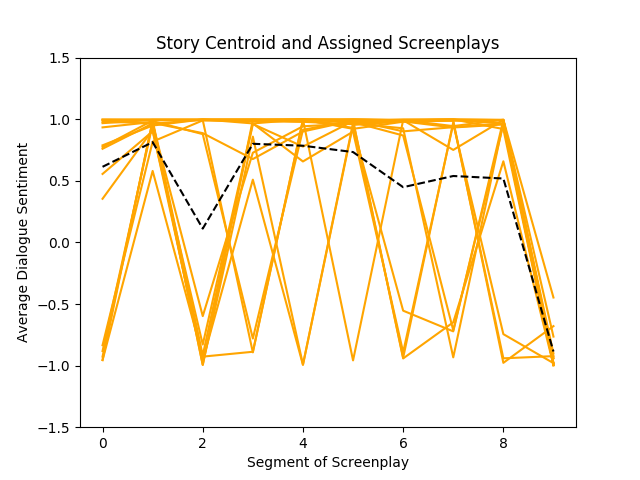 Story Centroid and Assigned Screenplays
1.5
1.0
0.5
0.0
−0.5
−1.0
−1.5
Average Dialogue Sentiment
0 2 4 6 8
Segment of Screenplay